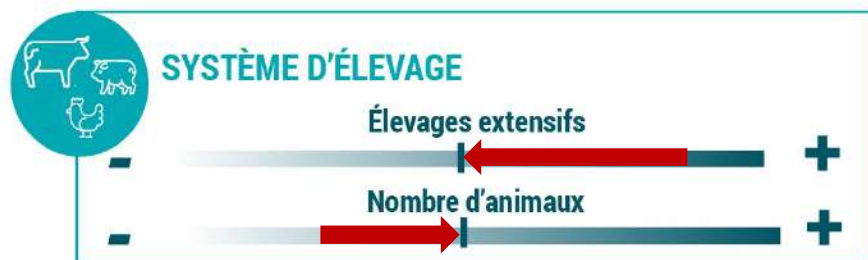 SYSTÈME D'ÉLEVAGE
Élevages extensifs
- +
Nombre d'animaux
- +